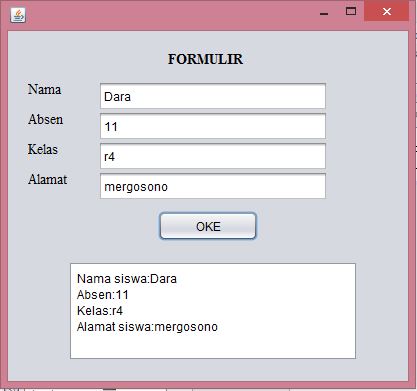 FORMULIR
Nama Dara
Absen 11
Kelas r4
Alamat mergosono
OKE
Nama siswa:Dara
Absen:11
Kelas:r4
Alamat siswa:mergosono